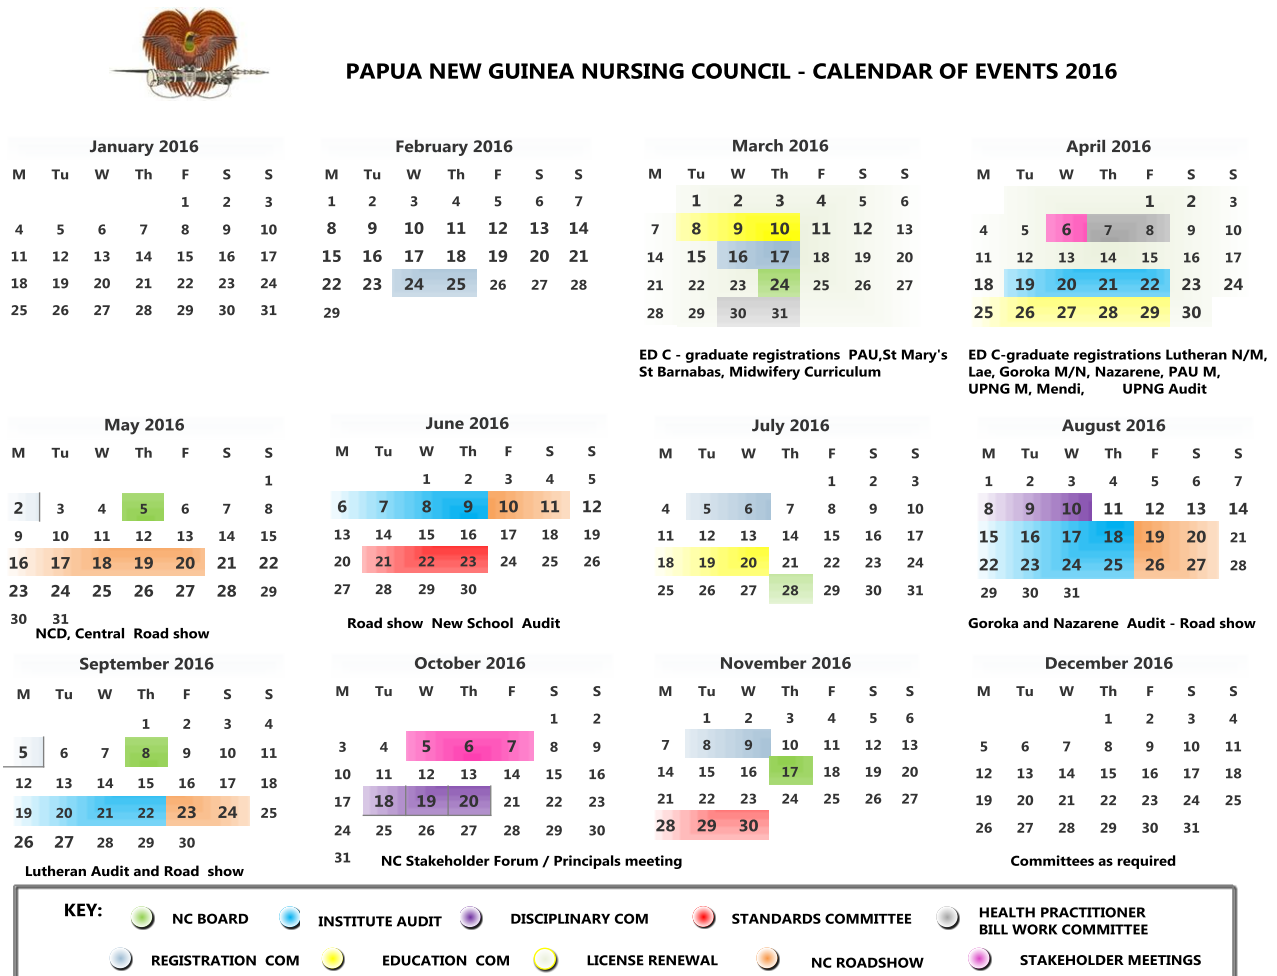 PAPUA NEW GUINEA NURSING COUNCIL - CALENDAR OF EVENTS 2016
January 2016
M Tu W Th F S S
1 2 3
4 5 6 7 8 9 10
11 12 13 14 15 16 17
18 19 20 21 22 23 24
25 26 27 28 29 30 31
February 2016
M Tu W Th F S S
1 2 3 4 5 6 7
8 9 10 11 12 13 14
15 16 17 18 19 20 21
22 23 24 25 26 27 28
29
March 2016
M Tu W Th F S S
1 2 3 4 5 6
7 8 9 10 11 12 13
14 15 16 17 18 19 20
21 22 23 24 25 26 27
28 29 30 31
ED C - graduate registrations PAU,St Mary's
St Barnabas, Midwifery Curriculum
April 2016
M Tu W Th F S S
1 2 3
4 5 6 7 8 9 10
11 12 13 14 15 16 17
18 19 20 21 22 23 24
25 26 27 28 29 30
ED C-graduate registrations Lutheran N/M,
Lae, Goroka M/N, Nazarene, PAU M,
UPNG M, Mendi, UPNG Audit
May 2016
M Tu W Th F S S
1
2 3 4 5 6 7 8
9 10 11 12 13 14 15
16 17 18 19 20 21 22
23 24 25 26 27 28 29
30 31
NCD, Central Road show
June 2016
M Tu W Th F S S
1 2 3 4 5
6 7 8 9 10 11 12
13 14 15 16 17 18 19
20 21 22 23 24 25 26
27 28 29 30
Road show New School Audit
July 2016
M Tu W Th F S S
1 2 3
4 5 6 7 8 9 10
11 12 13 14 15 16 17
18 19 20 21 22 23 24
25 26 27 28 29 30 31
August 2016
M Tu W Th F S S
1 2 3 4 5 6 7
8 9 10 11 12 13 14
15 16 17 18 19 20 21
22 23 24 25 26 27 28
29 30 31
Goroka and Nazarene Audit - Road show
September 2016
M Tu W Th F S S
1 2 3 4
5 6 7 8 9 10 11
12 13 14 15 16 17 18
19 20 21 22 23 24 25
26 27 28 29 30
Lutheran Audit and Road show
October 2016
M Tu W Th F S S
1 2
3 4 5 6 7 8 9
10 11 12 13 14 15 16
17 18 19 20 21 22 23
24 25 26 27 28 29 30
31
NC Stakeholder Forum / Principals meeting
November 2016
M Tu W Th F S S
1 2 3 4 5 6
7 8 9 10 11 12 13
14 15 16 17 18 19 20
21 22 23 24 25 26 27
28 29 30
December 2016
M Tu W Th F S S
1 2 3 4
5 6 7 8 9 10 11
12 13 14 15 16 17 18
19 20 21 22 23 24 25
26 27 28 29 30 31
Committees as required
KEY:
NC BOARD
INSTITUTE AUDIT
DISCIPLINARY COM
STANDARDS COMMITTEE
HEALTH PRACTITIONER
BILL WORK COMMITTEE
REGISTRATION COM
EDUCATION COM
LICENSE RENEWAL
NC ROADSHOW
STAKEHOLDER MEETINGS